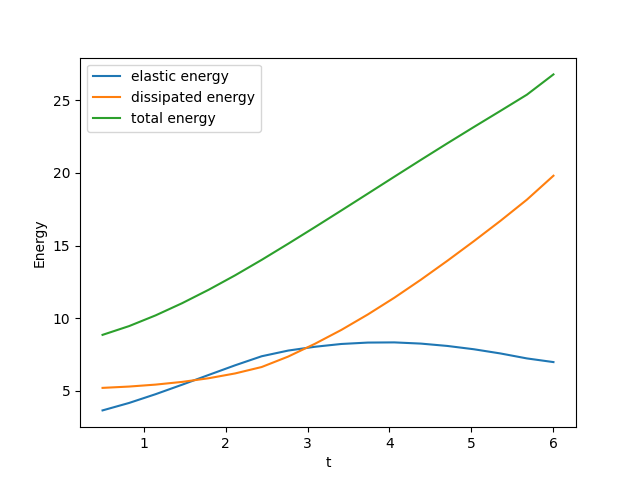 elastic energy
dissipated energy
total energy
25
20
15
10
5
Energy
1 2 3 4 5 6
t